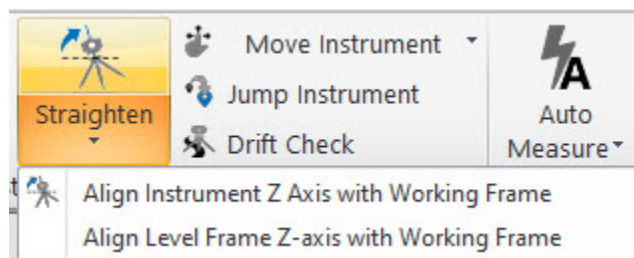 Straighten
Move Instrument
Jump Instrument
Drift Check
A
Auto
Measure
Align Instrument Z Axis with Working Frame
Align Level Frame Z-axis with Working Frame